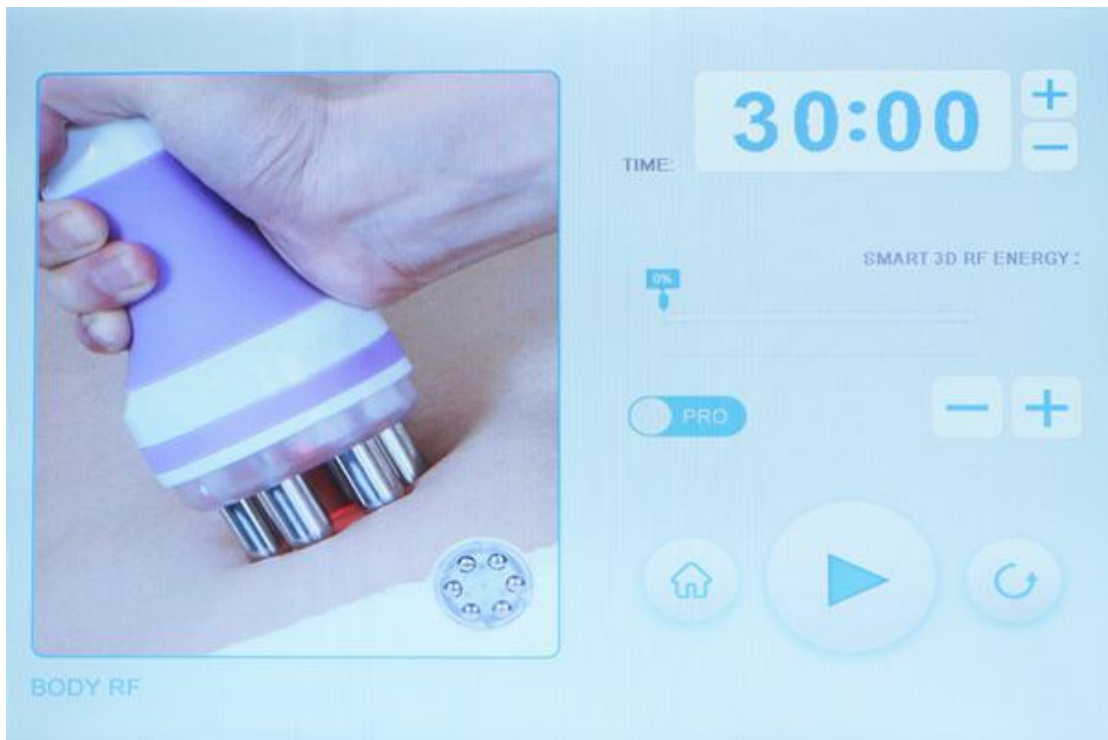 30:00
TIME:
SMART 3D RF ENERGY :
0%
PRO
BODY RF